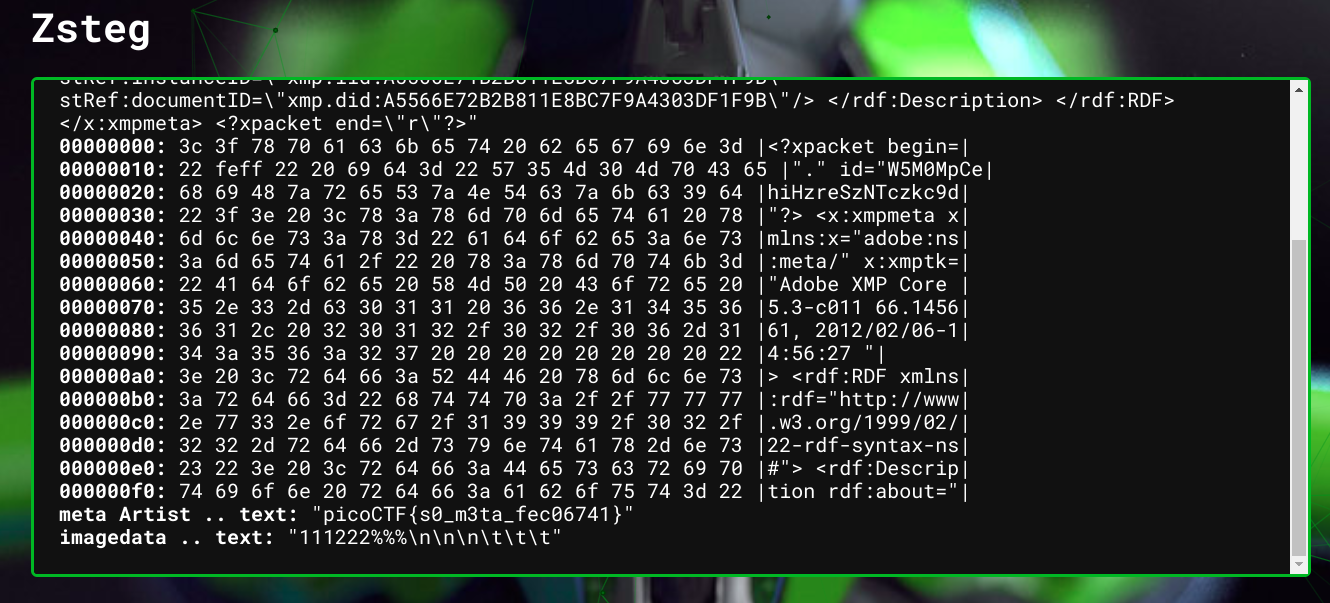 Zsteg
stRef:documentID=\"xmp.did:A5566E72B2B811E8BC7F9A4303DF1F9B\"/> </rdf:Description> </rdf:RDF>
</x:xmpmeta> <?xpacket end=\"r\"?>"
00000000: 3c 3f 78 70 61 63 6b 65 74 20 62 65 67 69 6e 3d |<?xpacket begin=|
00000010: 22 feff 22 20 69 64 3d 22 57 35 4d 30 4d 70 43 65 |"." id="W5M0MpCe|
00000020: 68 69 48 7a 72 65 53 7a 4e 54 63 7a 6b 63 39 64 |hiHzreSzNTczkc9d|
00000030: 22 3f 3e 20 3c 78 3a 78 6d 70 6d 65 74 61 20 78 |"?> <x:xmpmeta x|
00000040: 6d 6c 6e 73 3a 78 3d 22 61 64 6f 62 65 3a 6e 73 |mlns:x="adobe:ns|
00000050: 3a 6d 65 74 61 2f 22 20 78 3a 78 6d 70 74 6b 3d |:meta/" x:xmptk=|
00000060: 22 41 64 6f 62 65 20 58 4d 50 20 43 6f 72 65 20 |"Adobe XMP Core |
00000070: 35 2e 33 2d 63 30 31 31 20 36 36 2e 31 34 35 36 |5.3-c011 66.1456|
00000080: 36 31 2c 20 32 30 31 32 2f 30 32 2f 30 36 2d 31 |61, 2012/02/06-1|
00000090: 34 3a 35 36 3a 32 37 20 20 20 20 20 20 20 20 22 |4:56:27 "|
000000a0: 3e 20 3c 72 64 66 3a 52 44 46 20 78 6d 6c 6e 73 |> <rdf:RDF xmlns|
000000b0: 3a 72 64 66 3d 22 68 74 74 70 3a 2f 2f 77 77 77 |:rdf="http://www|
000000c0: 2e 77 33 2e 6f 72 67 2f 31 39 39 39 2f 30 32 2f |.w3.org/1999/02/|
000000d0: 32 32 2d 72 64 66 2d 73 79 6e 74 61 78 2d 6e 73 |22-rdf-syntax-ns|
000000e0: 23 22 3e 20 3c 72 64 66 3a 44 65 73 63 72 69 70 |#"> <rdf:Descrip|
000000f0: 74 69 6f 6e 20 72 64 66 3a 61 62 6f 75 74 3d 22 |tion rdf:about="|
meta Artist .. text: "picoCTF{s0_m3ta_fec06741}"
imagedata .. text: "111222%%%\n\n\n\t\t\t"